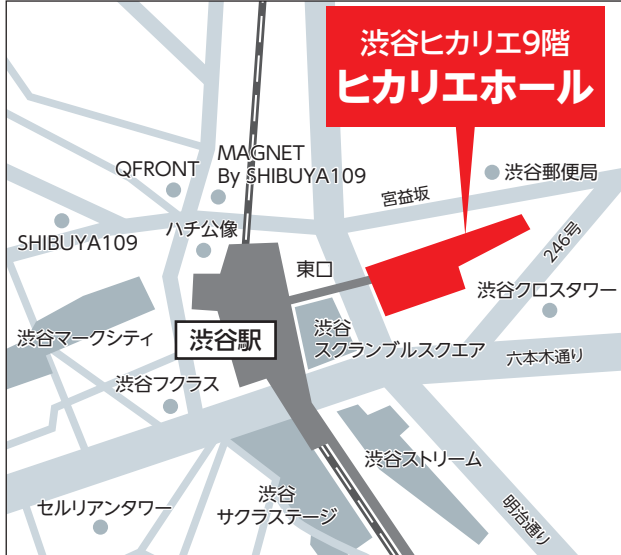 渋谷ヒカリエ9階
ヒカリエホール
QFRONT
MAGNET
By SHIBUYA109
渋谷郵便局
宮益坂
SHIBUYA109
ハチ公像
246号
東口
渋谷クロスタワー
渋谷マークシティ
渋谷駅
渋谷
スクランブルスクエア
六本木通り
渋谷フクラス
渋谷ストリーム
セルリアンタワー
渋谷
サクラステージ
明治通り